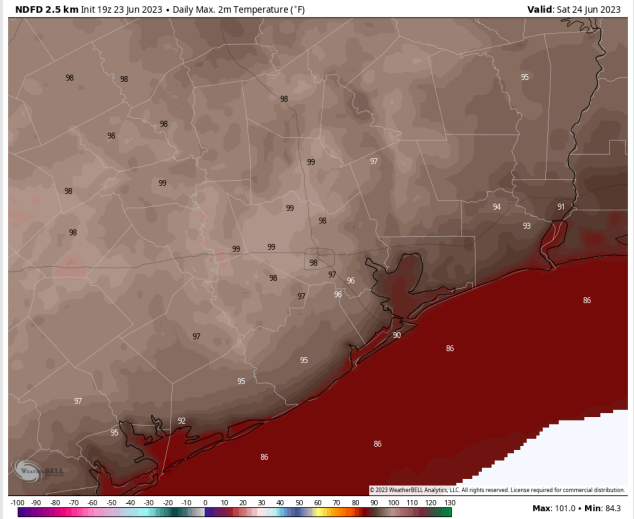 NDFD 2.5 km Init 19z 23 Jun 2023 • Daily Max. 2m Temperature (°F) Valid: Sat 24 Jun 2023
98 98 95
98
98
98
99 97
98 99
99 94 91
98 93
98
99 99
98
98 97 96
97 96 86
90
97 86
95
95
97
92
95
86
86
WeatherBELL
© 2023 WeatherBELL Analytics, LLC. All rights reserved. License required for commercial distribution.
-100 -90 -80 -70 -60 -50 -40 -30 -20 -10 0 10 20 30 40 50 60 70 80 90 100 110 120 130
Max: 101.0 • Min: 84.3